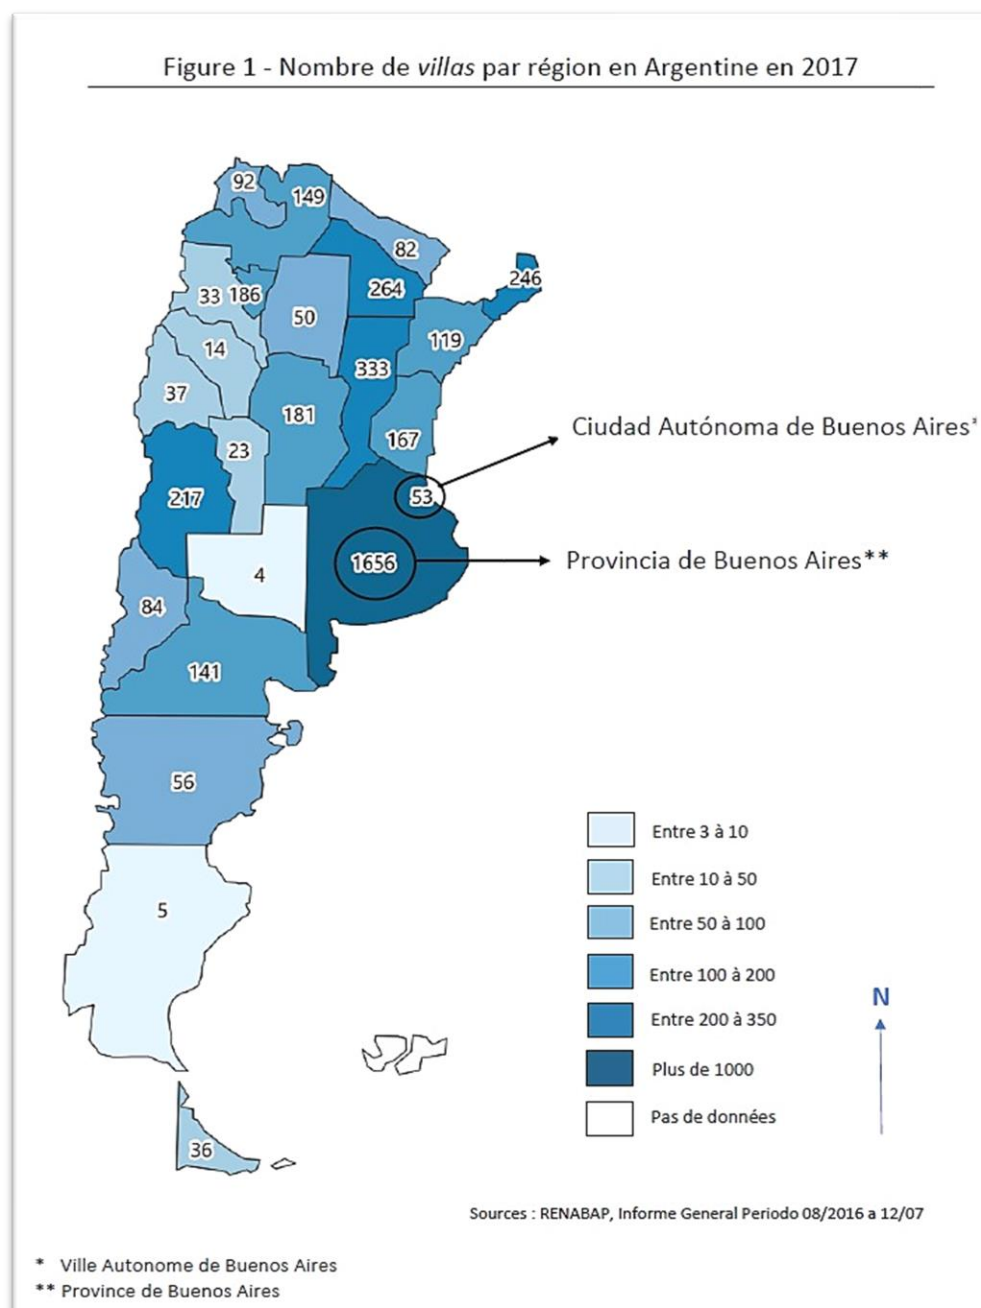 Figure 1 - Nombre de villas par région en Argentine en 2017
92
149
82
246
33
186
264
50
119
14
333
37
181
167
Ciudad Autónoma de Buenos Aires*
23
217
53
1656
Provincia de Buenos Aires**
4
84
141
56
5
36
Entre 3 à 10
Entre 10 à 50
Entre 50 à 100
Entre 100 à 200
Entre 200 à 350
Plus de 1000
Pas de données
N
Sources : RENABAP, Informe General Periodo 08/2016 a 12/07
* Ville Autonome de Buenos Aires
** Province de Buenos Aires